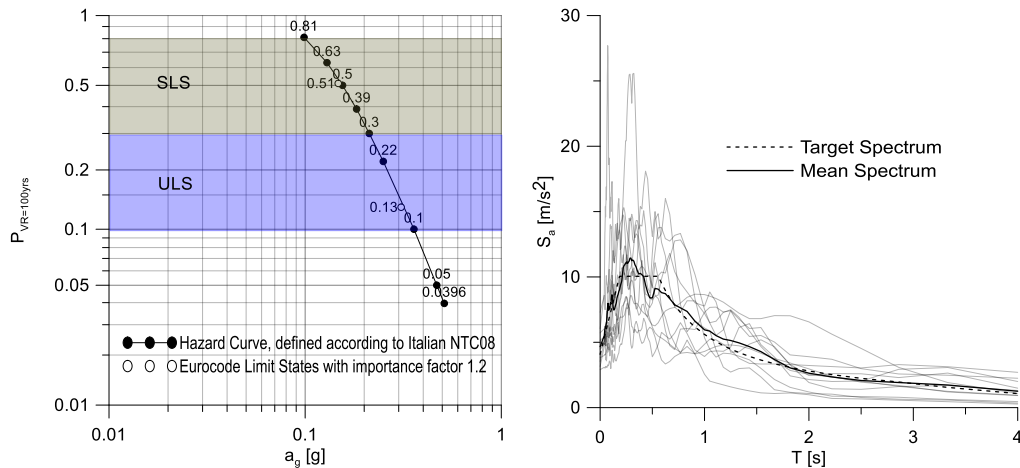 1
0.5
0.2
0.1
0.05
0.01
P VR=100yrs
SLS
ULS
0.81
0.63
0.5
0.51
0.39
0.3
0.22
0.13
0.1
0.05
0.0396
Hazard Curve, defined according to Italian NTC08
Eurocode Limit States with importance factor 1.2
0.01
0.1
1
ag [g]
30
20
10
0
Sa [m/s2]
Target Spectrum
Mean Spectrum
0
1
2
3
4
T [s]